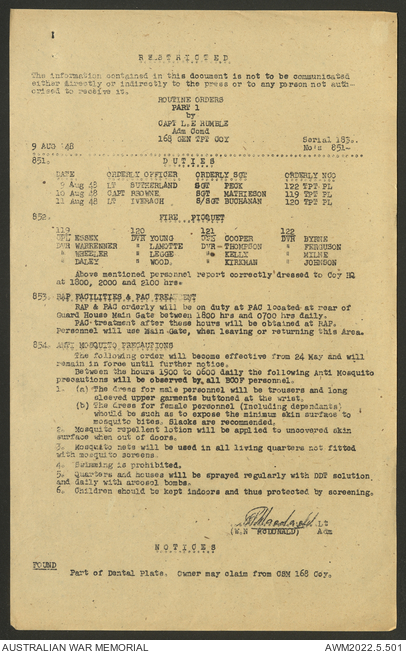 I
RESTRICTED
The information contained in this document is not to be communicated
either directly or indirectly to the press or to any person not auth-
orised to receive it.
ROUTINE ORDERS
PART 1
by
CAPT L.E HUMBLE
Adm Comd
168 GEN TPT COY
Serial 183.
9 AUG 48 No's 851-
851. DUTIES
DATE ORDERLY OFFICER ORDERLY SGT ORDERLY NCO
9 Aug 48 LT SUTHERLAND SGT PECK 122 TPT PL
10 Aug 48 CAPT BROWNE SGT MATHIESON 119 TPT PL
11 Aug 48 LT IVERACH S/SGT BUCHANAN 120 TPT PL
852. FIRE PICQUET
119 120 121 122
CPL ESSEX DVR YOUNG COOPER DVR BYRNE
DVR WARRENNER " LAMOTTE DVR THOMPSON " FERGUSON
" WHEELER " LEGGE " KELLY " MILNE
" DALEY " WOOD. " KIRKMAN " JOHNSON
Above mentioned personnel report correctly dressed to Coy HQ
at 1800, 2000 and 2100 hrs.
853. RAP FACILITIES & PAC TREATMENT
RAP & PAC orderly will be on duty at PAC located at rear of
Guard House Main Gate between 1800 hrs and 0700 hrs daily.
PAC treatment after these hours will be obtained at RAP.
Personnel will use Main Gate, when leaving or returning this Area.
854. ANTI MOSQUITO PRECAUTIONS
The following order will become effective from 24 May and will
remain in force until further notice.
Between the hours 1900 to 0600 daily the following Anti Mosquito
precautions will be observed by all BCOF personnel.
1. (a) The dress for male personnel will be trousers and long
sleeved upper garments buttoned at the wrist.
(b) The dress for female personnel (Including dependants)
should be such as to expose the minimum skin surface to
mosquito bites. Slacks are recommended.
2. Mosquito repellent lotion will be applied to uncovered skin
surface when out of doors.
3. Mosquito nets will be used in all living quarters not fitted
with mosquito screens.
4. Swimming is prohibited.
5. Quarters and houses will be sprayed regularly with DDT solution
and daily with areosol bombs.
6. Children should be kept indoors and thus protected by screening.
Lt
(W.N McDONALD) Adm
NOTICES
FOUND
Part of Dental Plate. Owner may claim from CSM 168 Coy.
AUSTRALIAN WAR MEMORIAL AWM2022.5.501